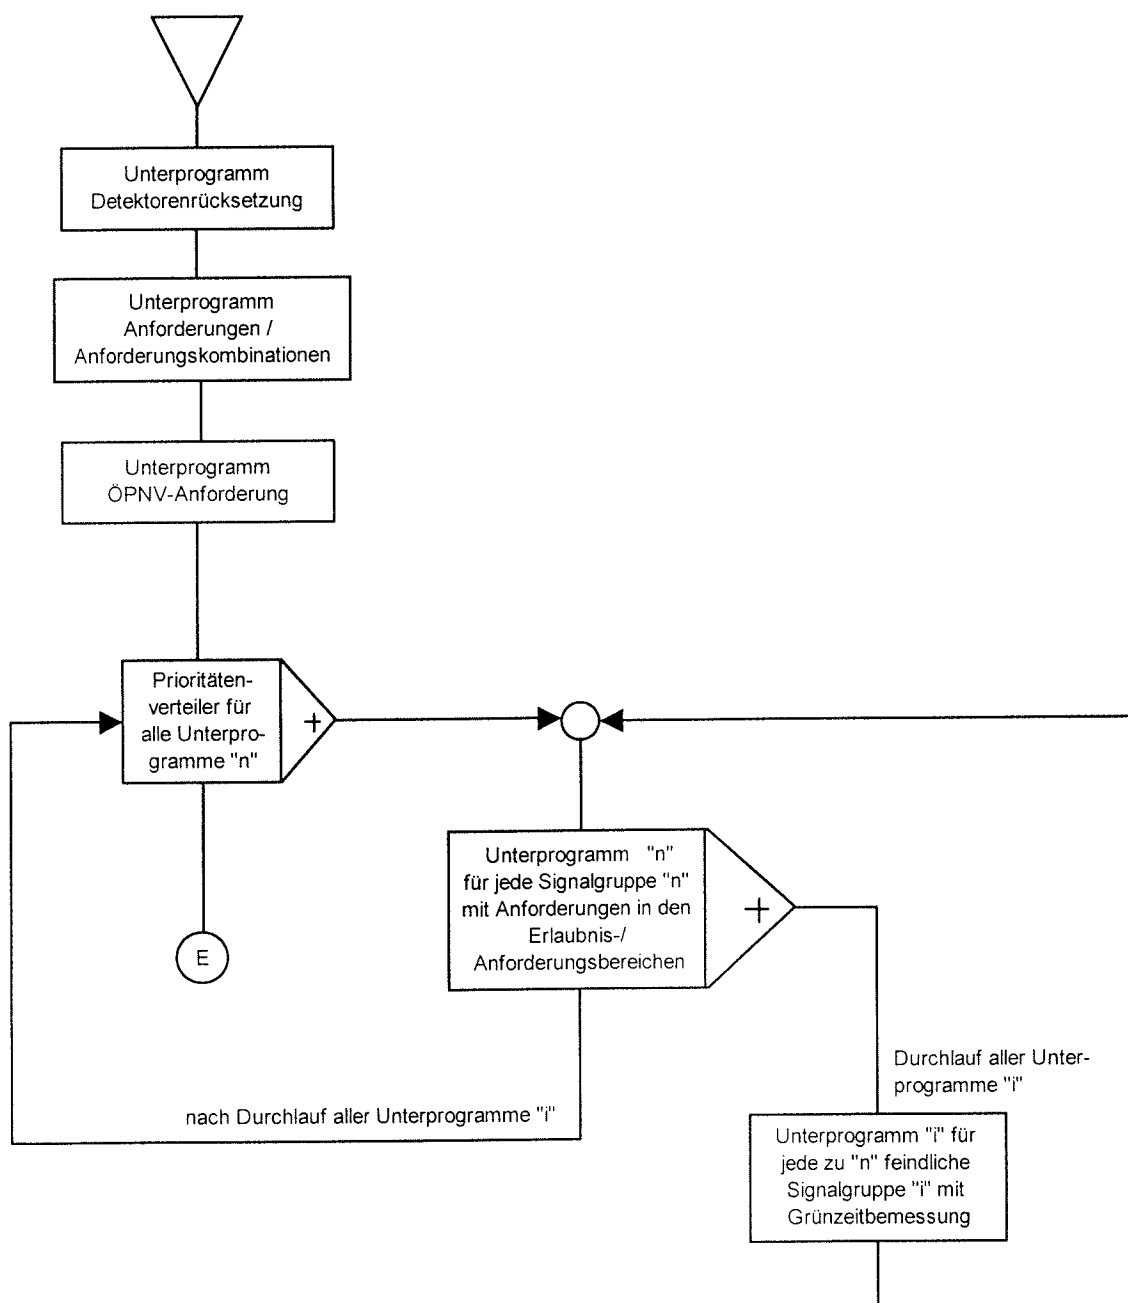 Unterprogramm
Detektorenrücksetzung
Unterprogramm
Anforderungen /
Anforderungskombinationen
Unterprogramm
ÖPNV-Anforderung
Prioritäten-
verteiler für
alle Unterpro-
gramme "n"
+
E
Unterprogramm "n"
für jede Signalgruppe "n"
mit Anforderungen in den
Erlaubnis-/
Anforderungsbereichen
+
nach Durchlauf aller Unterprogramme "i"
Durchlauf aller Unter-
programme "i"
Unterprogramm "i" für
jede zu "n" feindliche
Signalgruppe "i" mit
Grünzeitbemessung